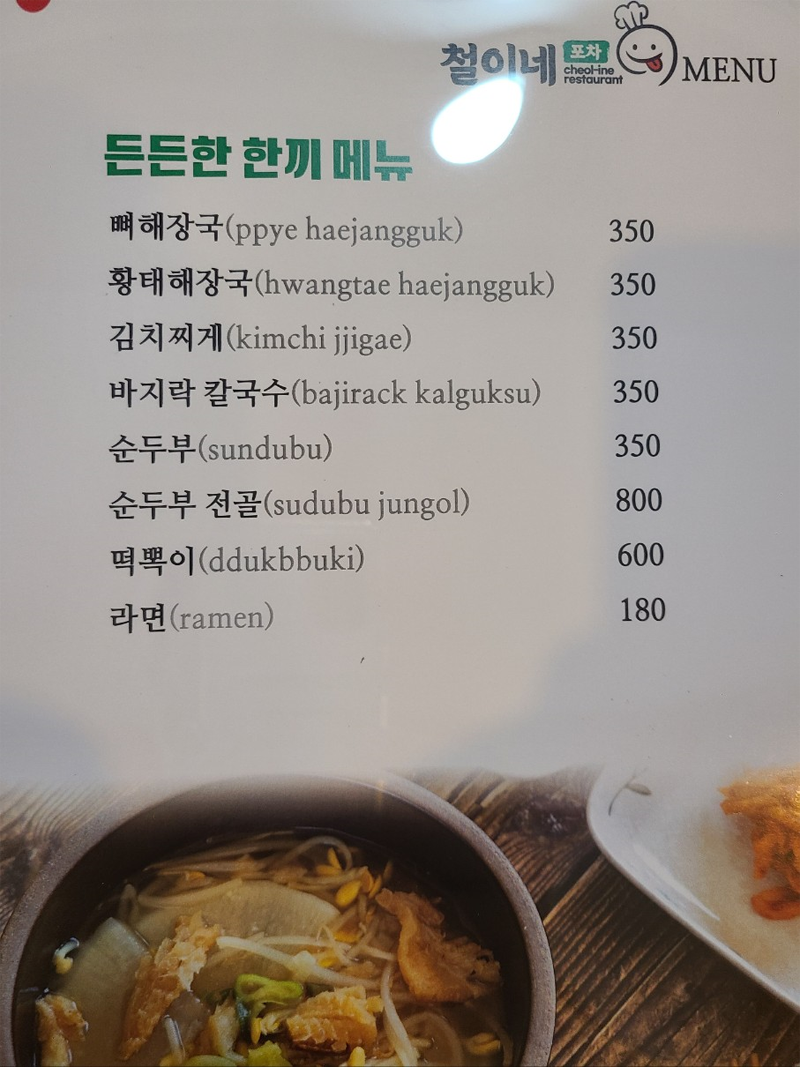 철이네 포차
cheol-ine
restaurant
MENU
든든한 한끼 메뉴
뼈해장국(ppye haejangguk) 350
황태해장국(hwangtae haejangguk) 350
김치찌게(kimchi jjigae) 350
바지락 칼국수(bajirack kalguksu) 350
순두부(sundubu) 350
순두부 전골(sudubu jungol) 800
떡뽁이(ddukbbuki) 600
라면(ramen) 180